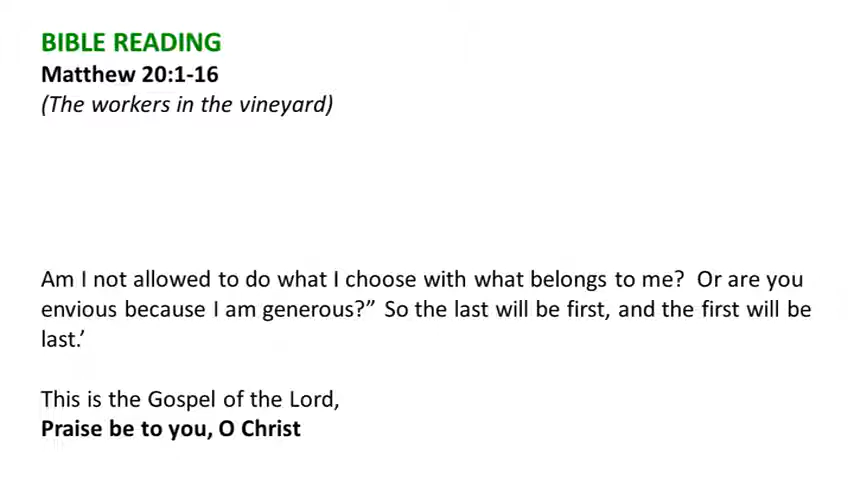 BIBLE READING
Matthew 20:1-16
(The workers in the vineyard)
Am I not allowed to do what I choose with what belongs to me?  Or are you
envious because I am generous?” So the last will be first, and the first will be
last.’
This is the Gospel of the Lord,
Praise be to you, O Christ